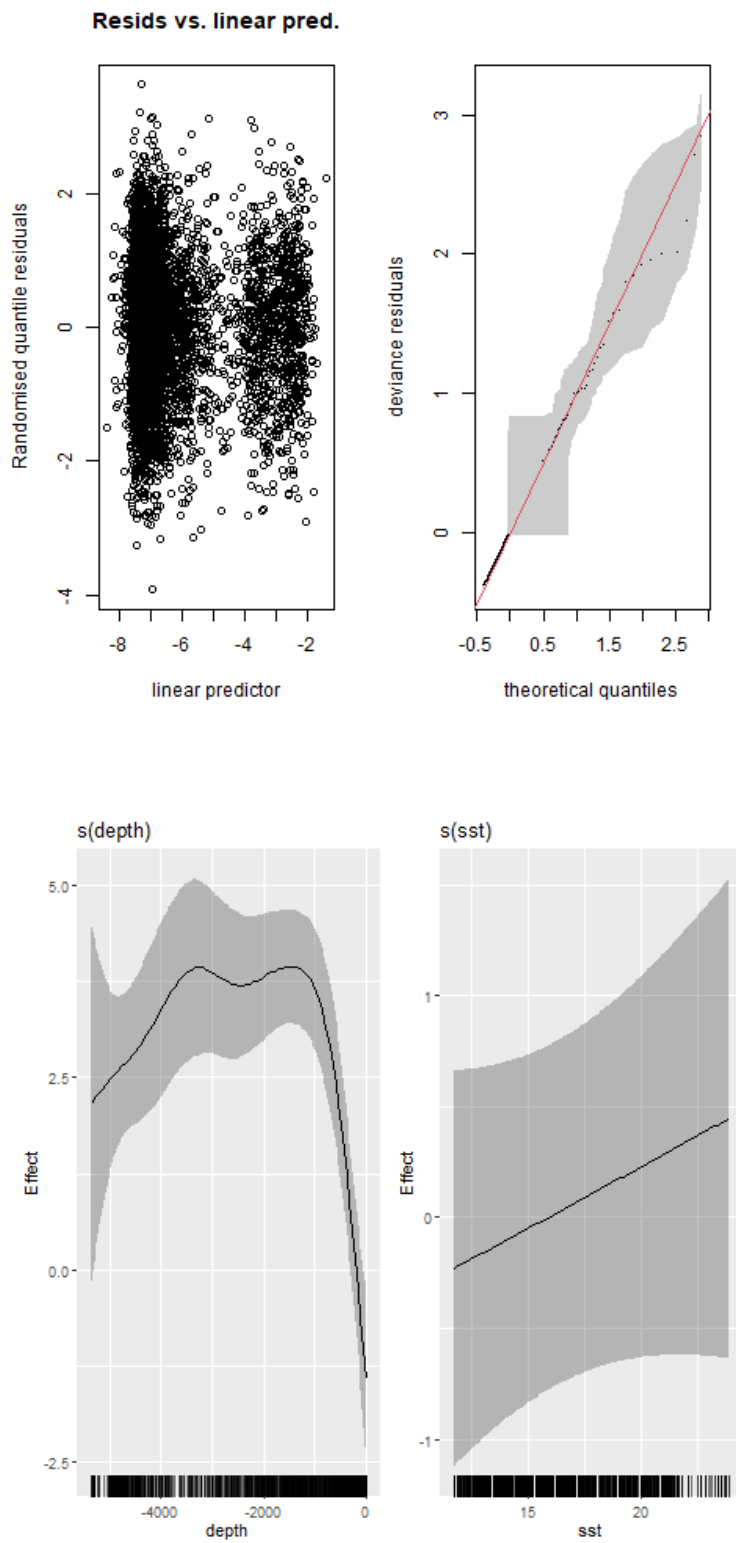 Resids vs. linear pred.
Randomised quantile residuals
2
0
-2
-4
-8
-6
-4
-2
linear predictor
deviance residuals
3
2
1
0
-0.5
0.5
1.5
2.5
theoretical quantiles
s(depth)
Effect
5.0
2.5
0.0
-2.5
-4000
-2000
0
depth
s(sst)
Effect
1
0
-1
15
20
sst